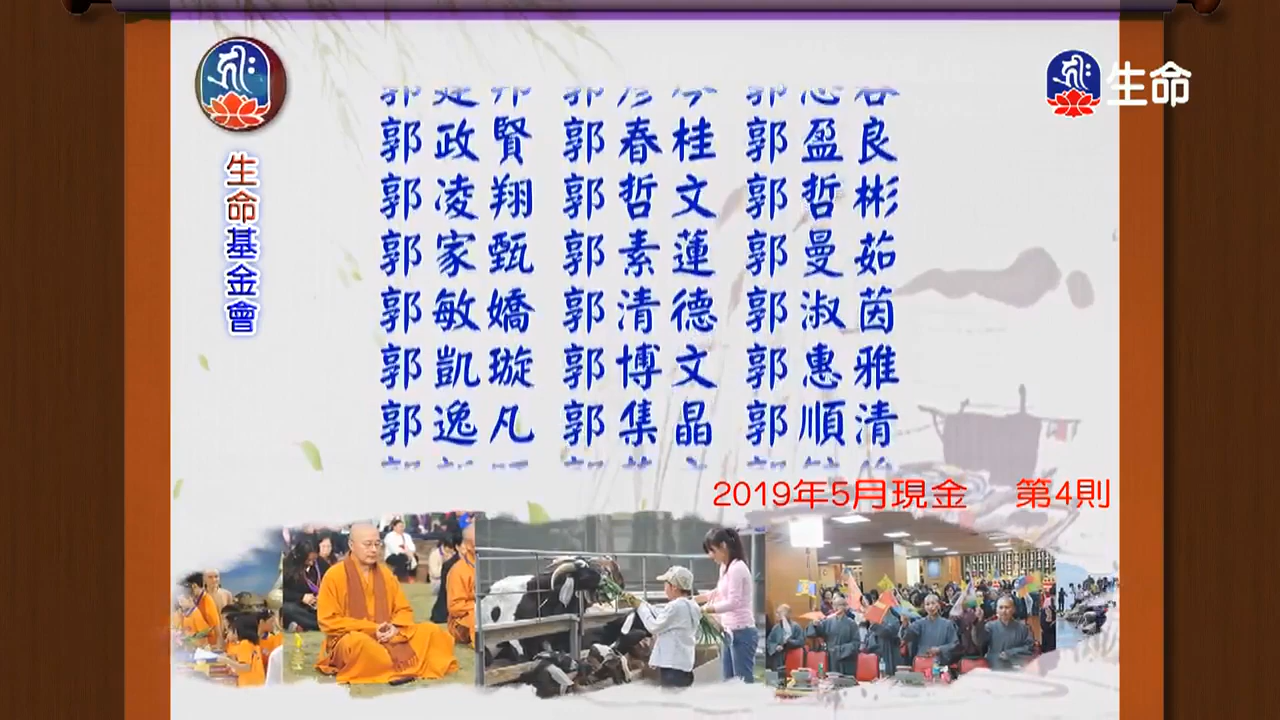 生命
生命基金會
郭政賢 郭春桂 郭盈良
郭凌翔 郭哲文 郭哲彬
郭家甄 郭素蓮 郭曼茹
郭敏嬌 郭清德 郭淑茵
郭凱璇 郭博文 郭惠雅
郭逸凡 郭集晶 郭順清
2019年5月現金 第4則